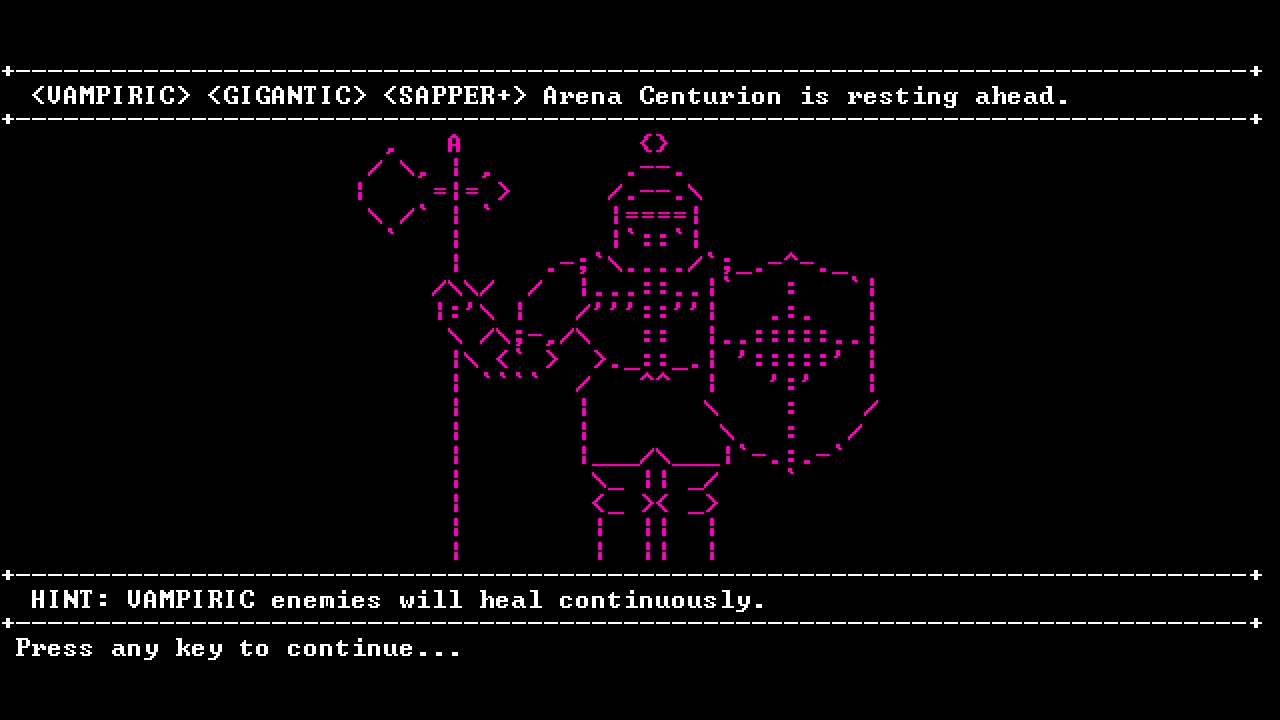 <VAMPIRIC> <GIGANTIC> <SAPPER+> Arena Centurion is resting ahead.
HINT: VAMPIRIC enemies will heal continuously.
Press any key to continue...